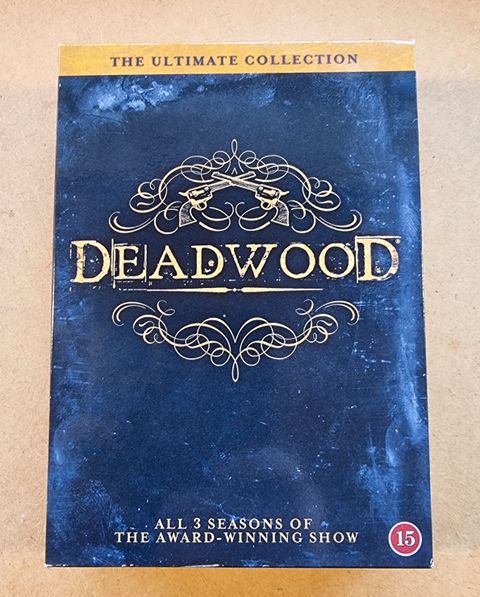 THE ULTIMATE COLLECTION
DEADWOOD®
ALL 3 SEASONS OF
THE AWARD-WINNING SHOW
15